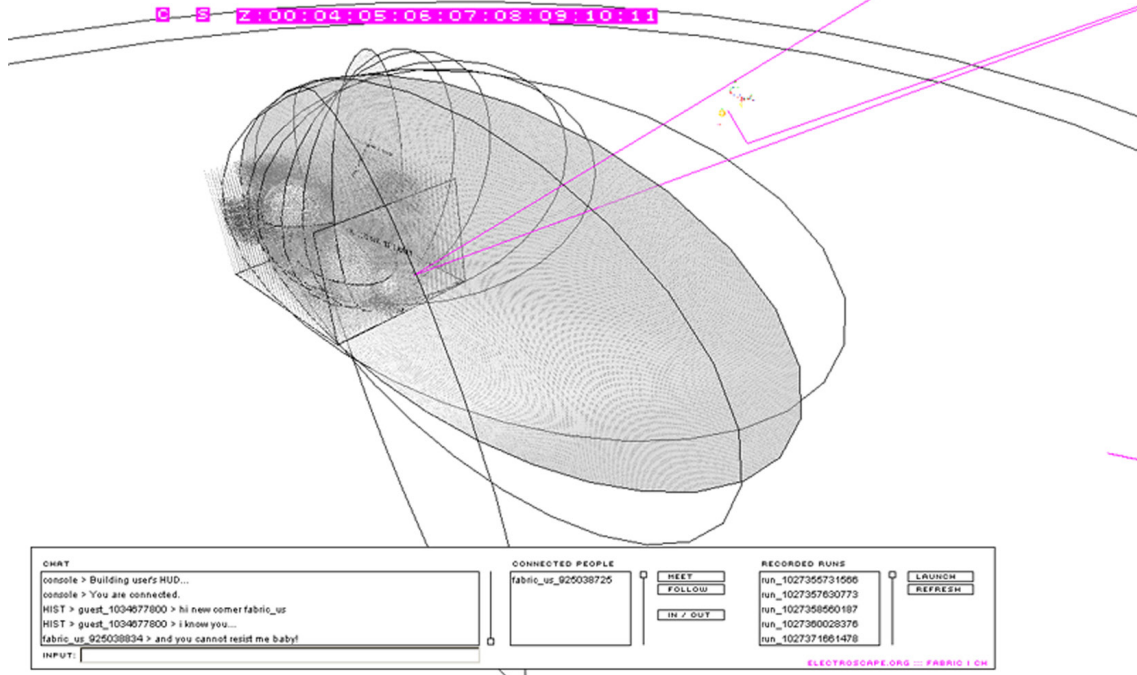 C S Z:00:04:05:06:07:08:09:10:11
CHAT
console > Building user's HUD...
console > You are connected.
HIST > guest_1034677800 > hi new comer fabric_us
HIST > guest_1034677800 > i know you...
fabric_us_925038834 > and you cannot resist me baby!
INPUT:
CONNECTED PEOPLE
fabric_us_925038725
MEET
FOLLOW
IN / OUT
RECORDED RUNS
run_1027355731566
run_1027357630773
run_1027358560187
run_1027360028376
run_1027371661478
LAUNCH
REFRESH
ELECTROSCAPE.ORG ::: FABRIC | CH